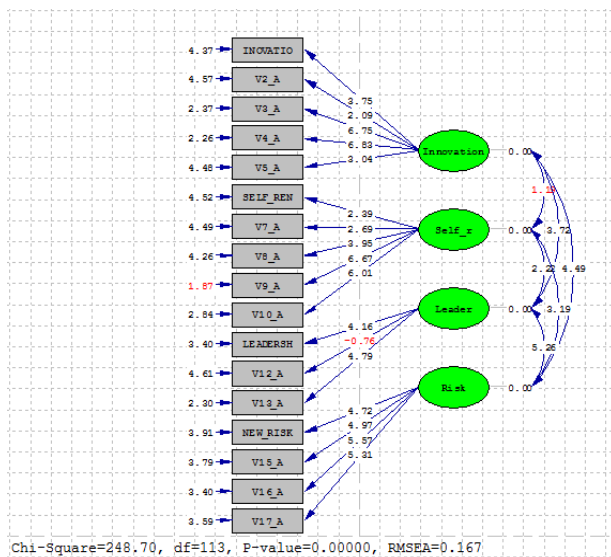 4.37 INOVATIO
4.57 V2_A
2.37 V3_A
2.26 V4_A
4.48 V5_A
4.52 SELF_REN
4.49 V7_A
4.26 V8_A
1.87 V9_A
2.84 V10_A
3.40 LEADERSH
4.61 V12_A
2.30 V13_A
3.91 NEW_RISK
3.79 V15_A
3.40 V16_A
3.59 V17_A
3.75
2.09
6.75
6.83
3.04
2.39
2.69
3.95
6.67
6.01
4.16
-0.76
4.79
4.72
4.97
5.57
5.31
Innovation 0.00
Self_r 0.00
Leader 0.00
Risk 0.00
3.72
4.49
3.19
5.26
Chi-Square=248.70, df=113, P-value=0.00000, RMSEA=0.167